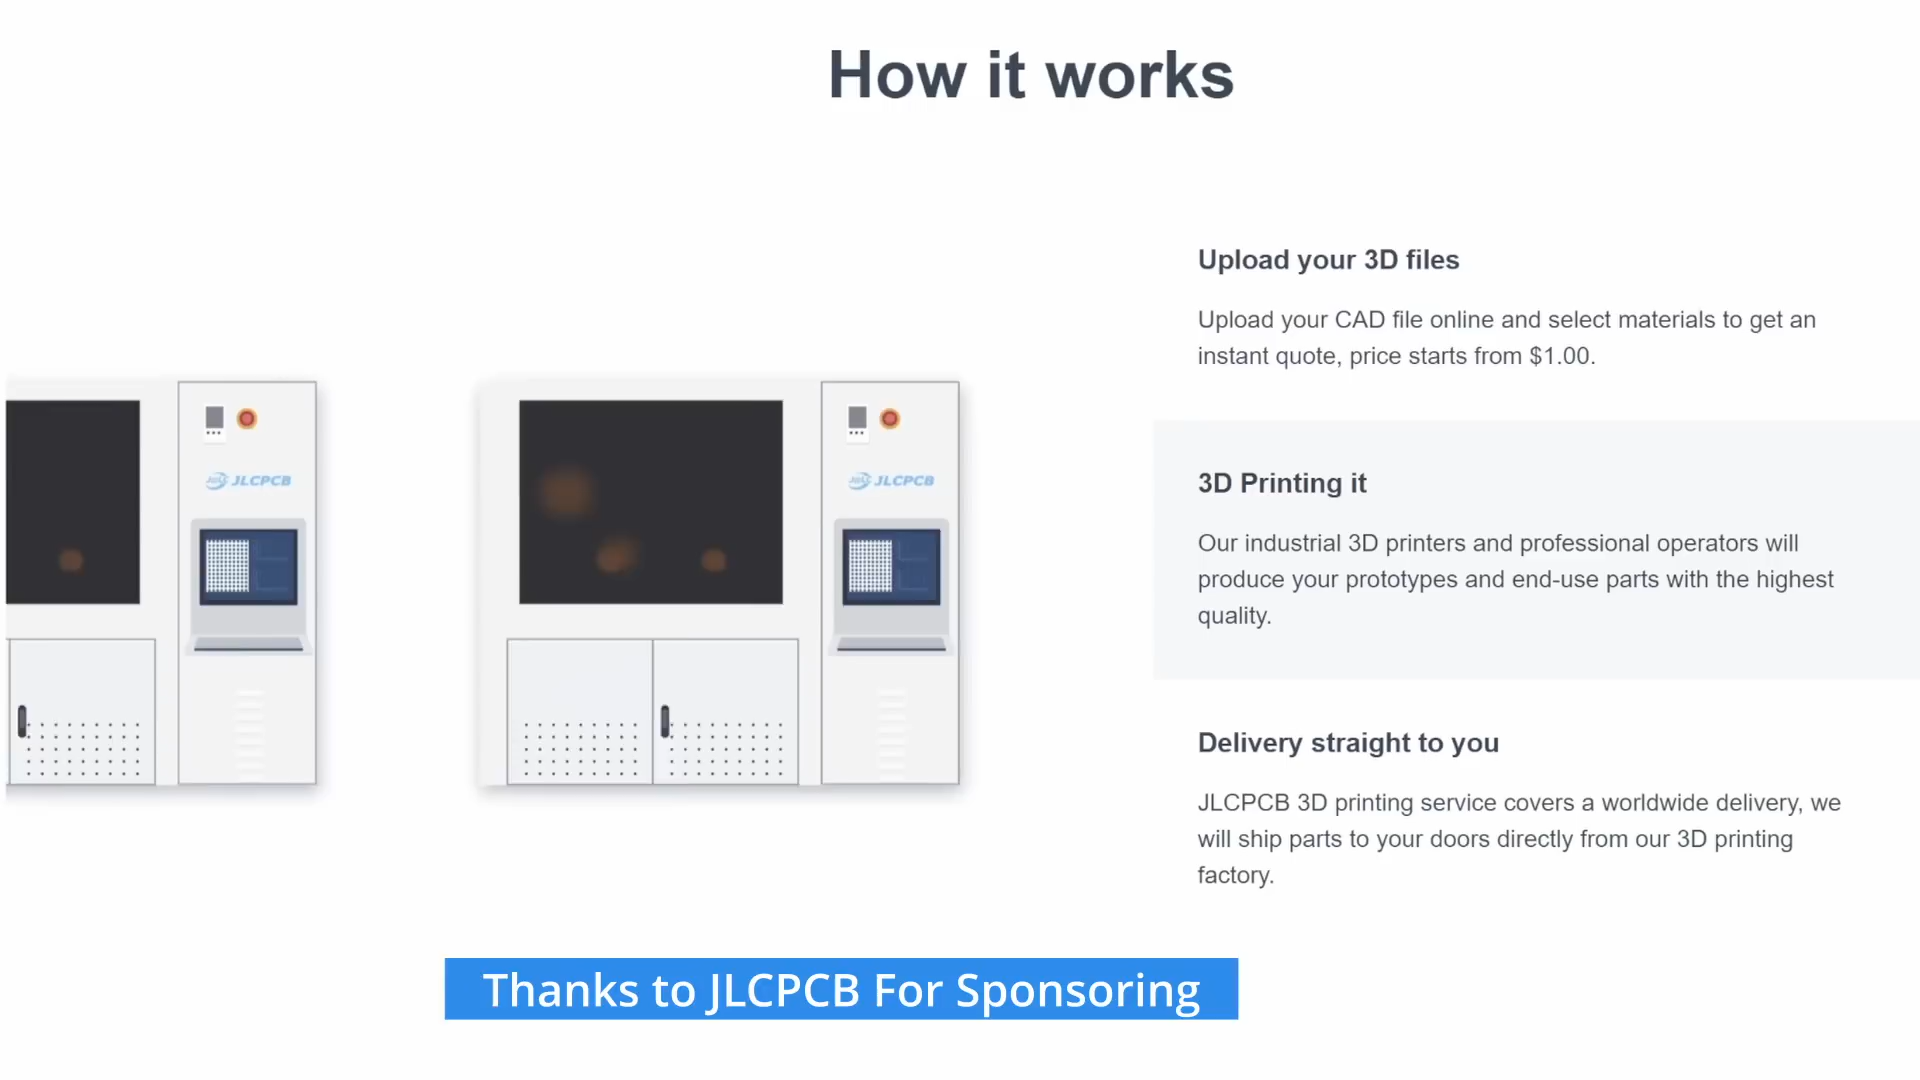 How it works
Upload your 3D files
Upload your CAD file online and select materials to get an
instant quote, price starts from $1.00.
JLCPCB
JLCPCB
3D Printing it
Our industrial 3D printers and professional operators will
produce your prototypes and end-use parts with the highest
quality.
Delivery straight to you
JLCPCB 3D printing service covers a worldwide delivery, we
will ship parts to your doors directly from our 3D printing
factory.
Thanks to JLCPCB For Sponsoring